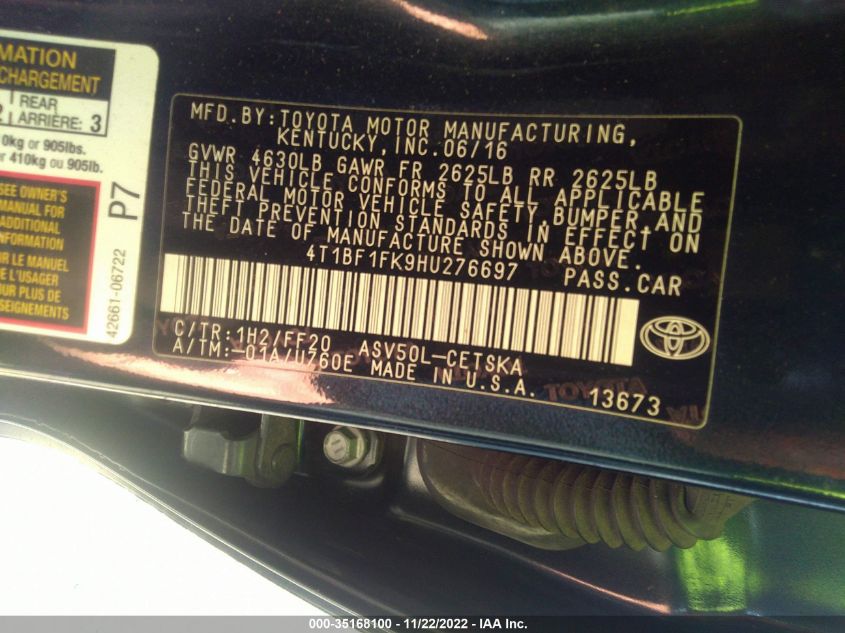 MATION
CHARGEMENT
2 REAR
ARRIÈRE: 3
0kg or 905lbs.
r 410kg ou 905lb.
SEE OWNER'S
MANUAL FOR
ADDITIONAL
INFORMATION
IR LE MANUEL
DE L'USAGER
OUR PLUS DE
P7
42661-06722
MFD.BY:TOYOTA MOTOR MANUFACTURING,
KENTUCKY,INC.06/16
GVWR 4630LB GAWR FR 2625LB RR 2625LB
THIS VEHICLE CONFORMS TO ALL APPLICABLE
FEDERAL MOTOR VEHICLE SAFETY,BUMPER,AND
THEFT PREVENTION STANDARDS IN EFFECT ON
THE DATE OF MANUFACTURE SHOWN ABOVE.
4T1BF1FK9HU276697 PASS.CAR
C/TR:1H2/FF20 ASV50L-CETSKA
A/TM:-01A/U760E MADE IN U.S.A.
13673
TOYOTA
000-35168100 - 11/22/2022 - IAA Inc.